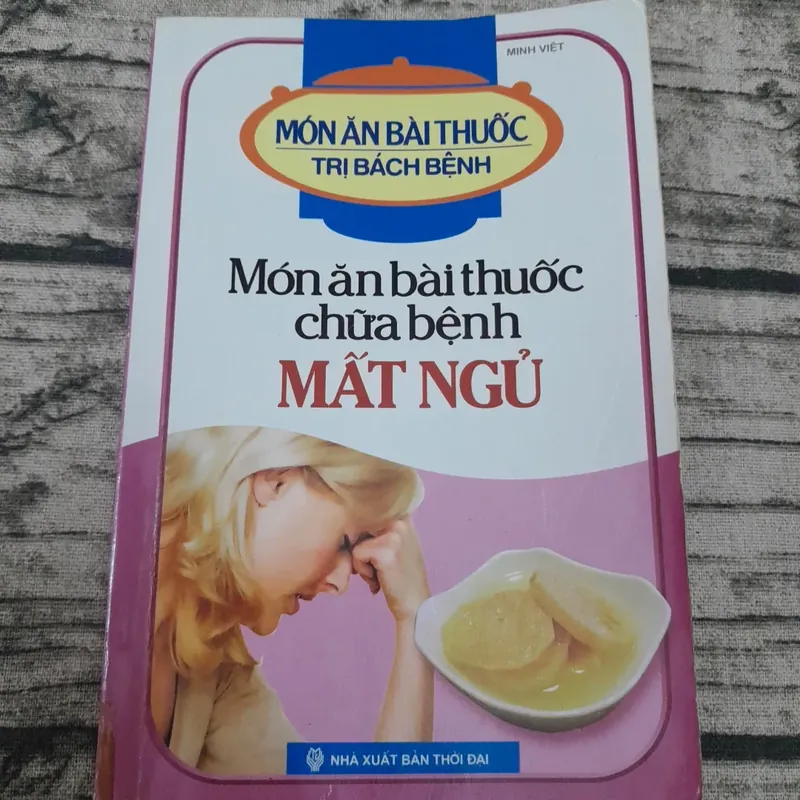 MINH VIỆT
MÓN ĂN BÀI THUỐC
TRỊ BÁCH BỆNH
Món ăn bài thuốc
chữa bệnh
MẤT NGỦ
NHÀ XUẤT BẢN THỜI ĐẠI